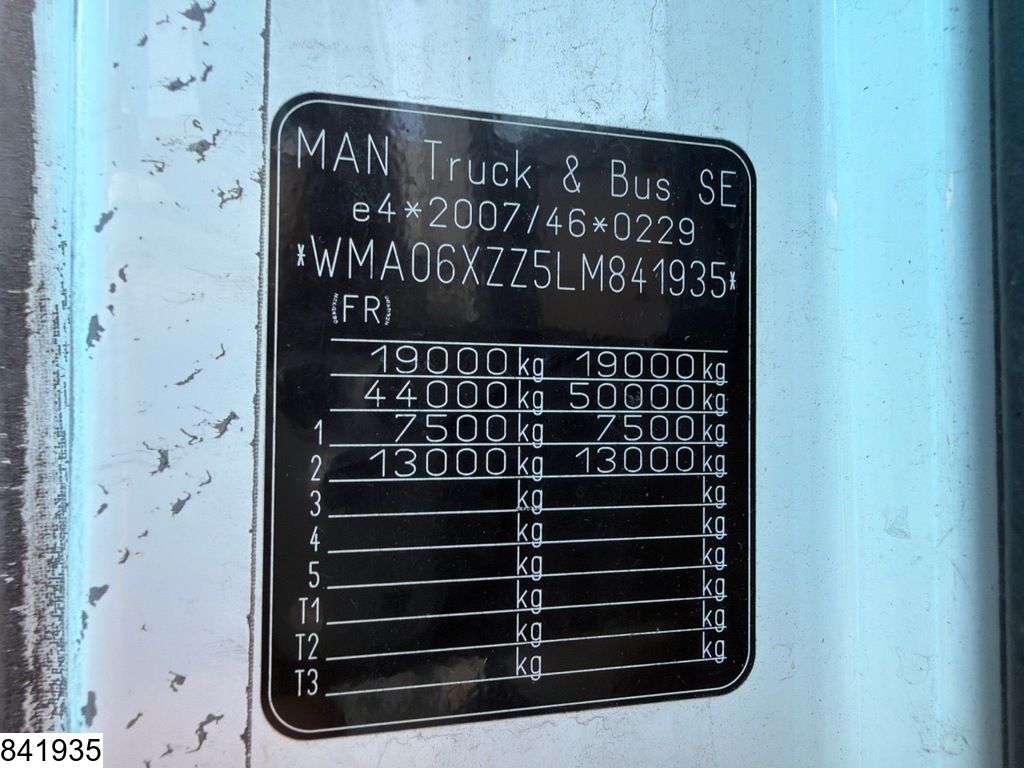 MAN Truck & Bus SE
e4*2007/46*0229
*WMA06XZZ5LM841935*
(FR)
19000 kg 19000 kg
44000 kg 50000 kg
1 7500 kg 7500 kg
2 13000 kg 13000 kg
3 kg kg
4 kg kg
5 kg kg
T1 kg kg
T2 kg kg
T3 kg kg
841935